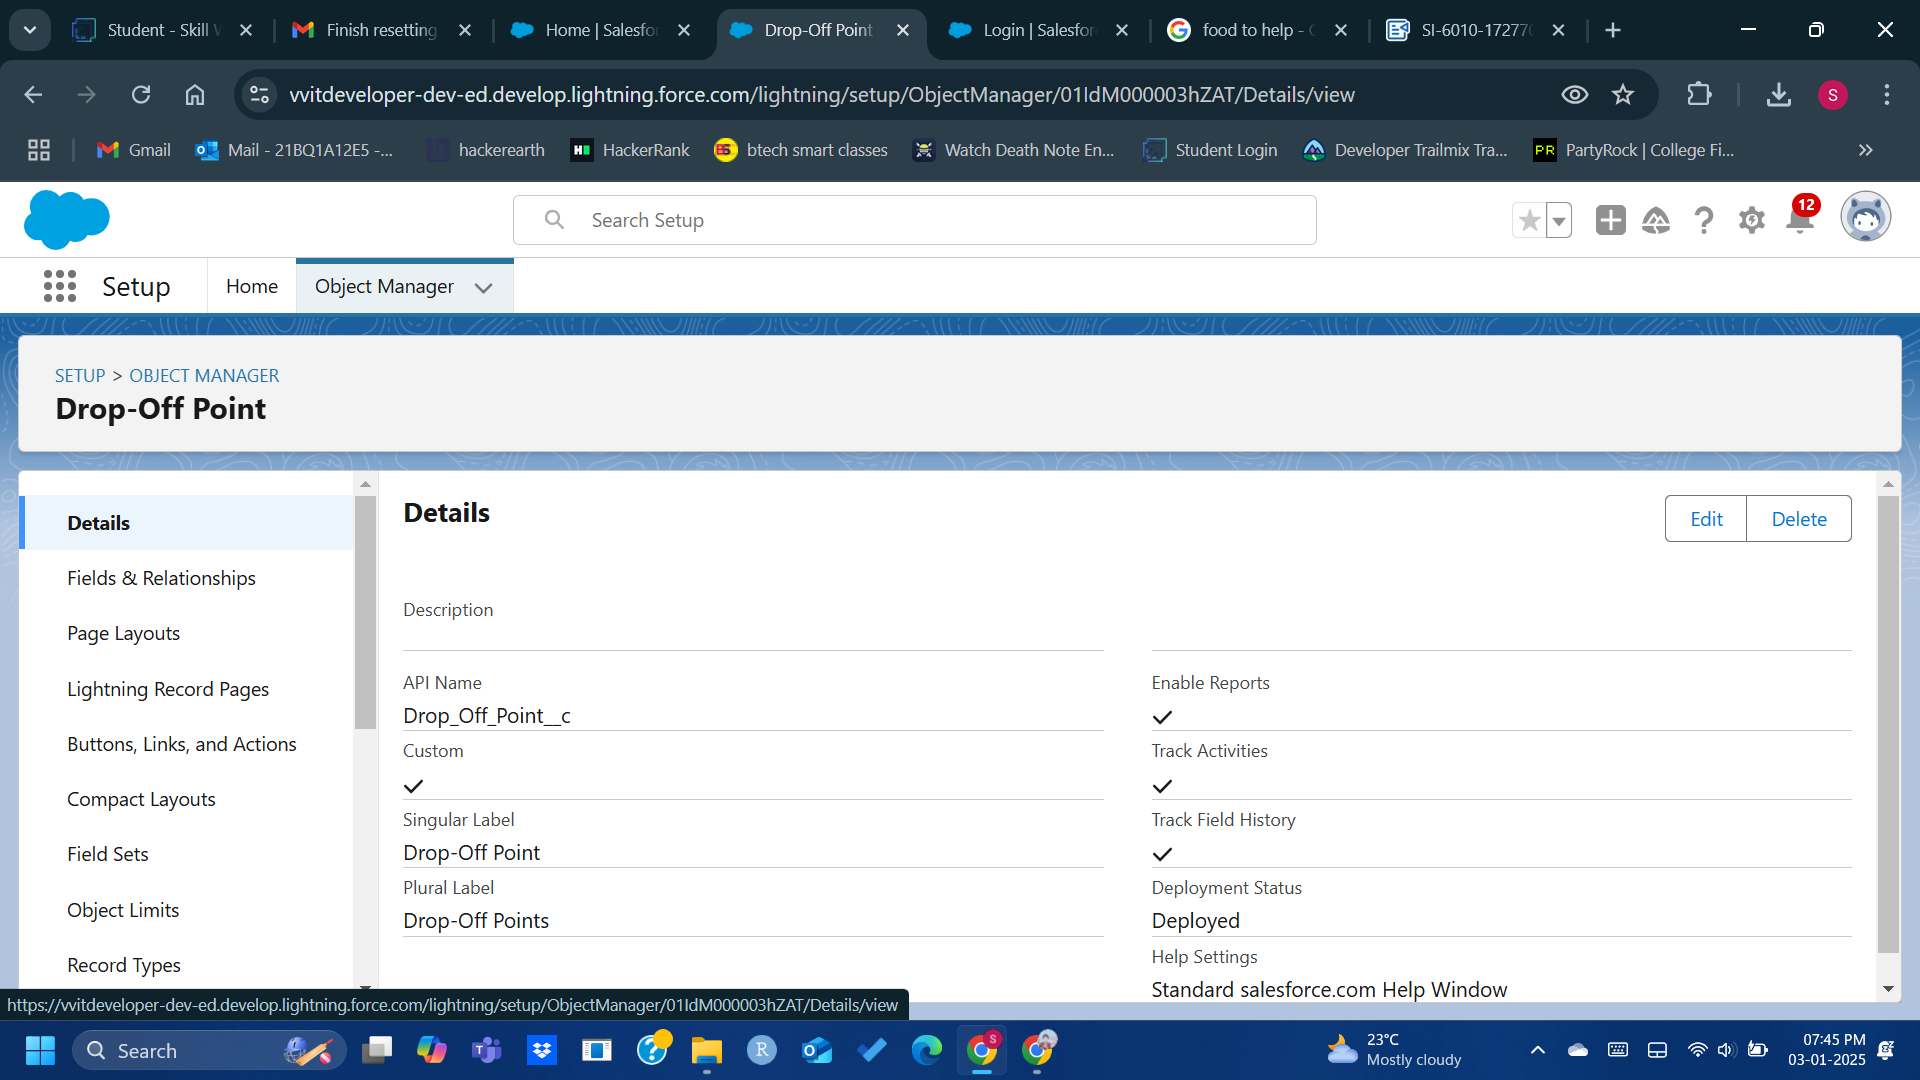 Student - Skill
Finish resetting
Home | Salesfor
Drop-Off Point
Login | Salesfor
food to help -
SI-6010-17277
vvitdeveloper-dev-ed.develop.lightning.force.com/lightning/setup/ObjectManager/01IdM000003hZAT/Details/view
S
Gmail
Mail - 21BQ1A12E5 -...
hackerearth
HackerRank
btech smart classes
Watch Death Note En...
Student Login
Developer Trailmix Tra...
PR
PartyRock | College Fi...
Search Setup
12
Setup
Home
Object Manager
SETUP > OBJECT MANAGER
Drop-Off Point
Details
Fields & Relationships
Page Layouts
Lightning Record Pages
Buttons, Links, and Actions
Compact Layouts
Field Sets
Object Limits
Record Types
Details
Edit
Delete
Description
API Name
Drop_Off_Point__c
Custom
Singular Label
Drop-Off Point
Plural Label
Drop-Off Points
Enable Reports
Track Activities
Track Field History
Deployment Status
Deployed
Help Settings
Standard salesforce.com Help Window
https://vvitdeveloper-dev-ed.develop.lightning.force.com/lightning/setup/ObjectManager/01IdM000003hZAT/Details/view
Search
23°C
Mostly cloudy
07:45 PM
03-01-2025